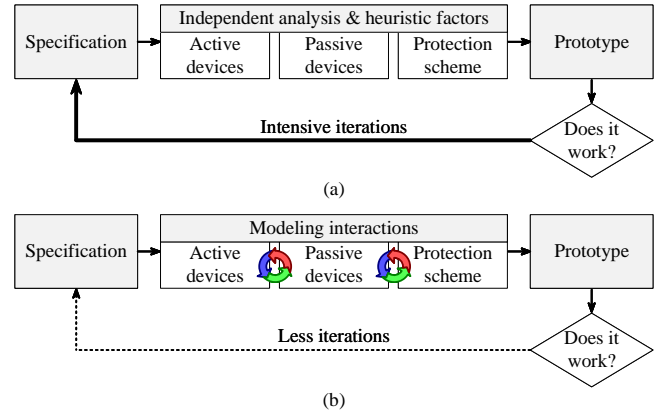 Independent analysis & heuristic factors
Specification
Active
devices
Passive
devices
Protection
scheme
Prototype
Intensive iterations
Does it
work?
(a)
Modeling interactions
Specification
Active
devices
Passive
devices
Protection
scheme
Prototype
Less iterations
Does it
work?
(b)